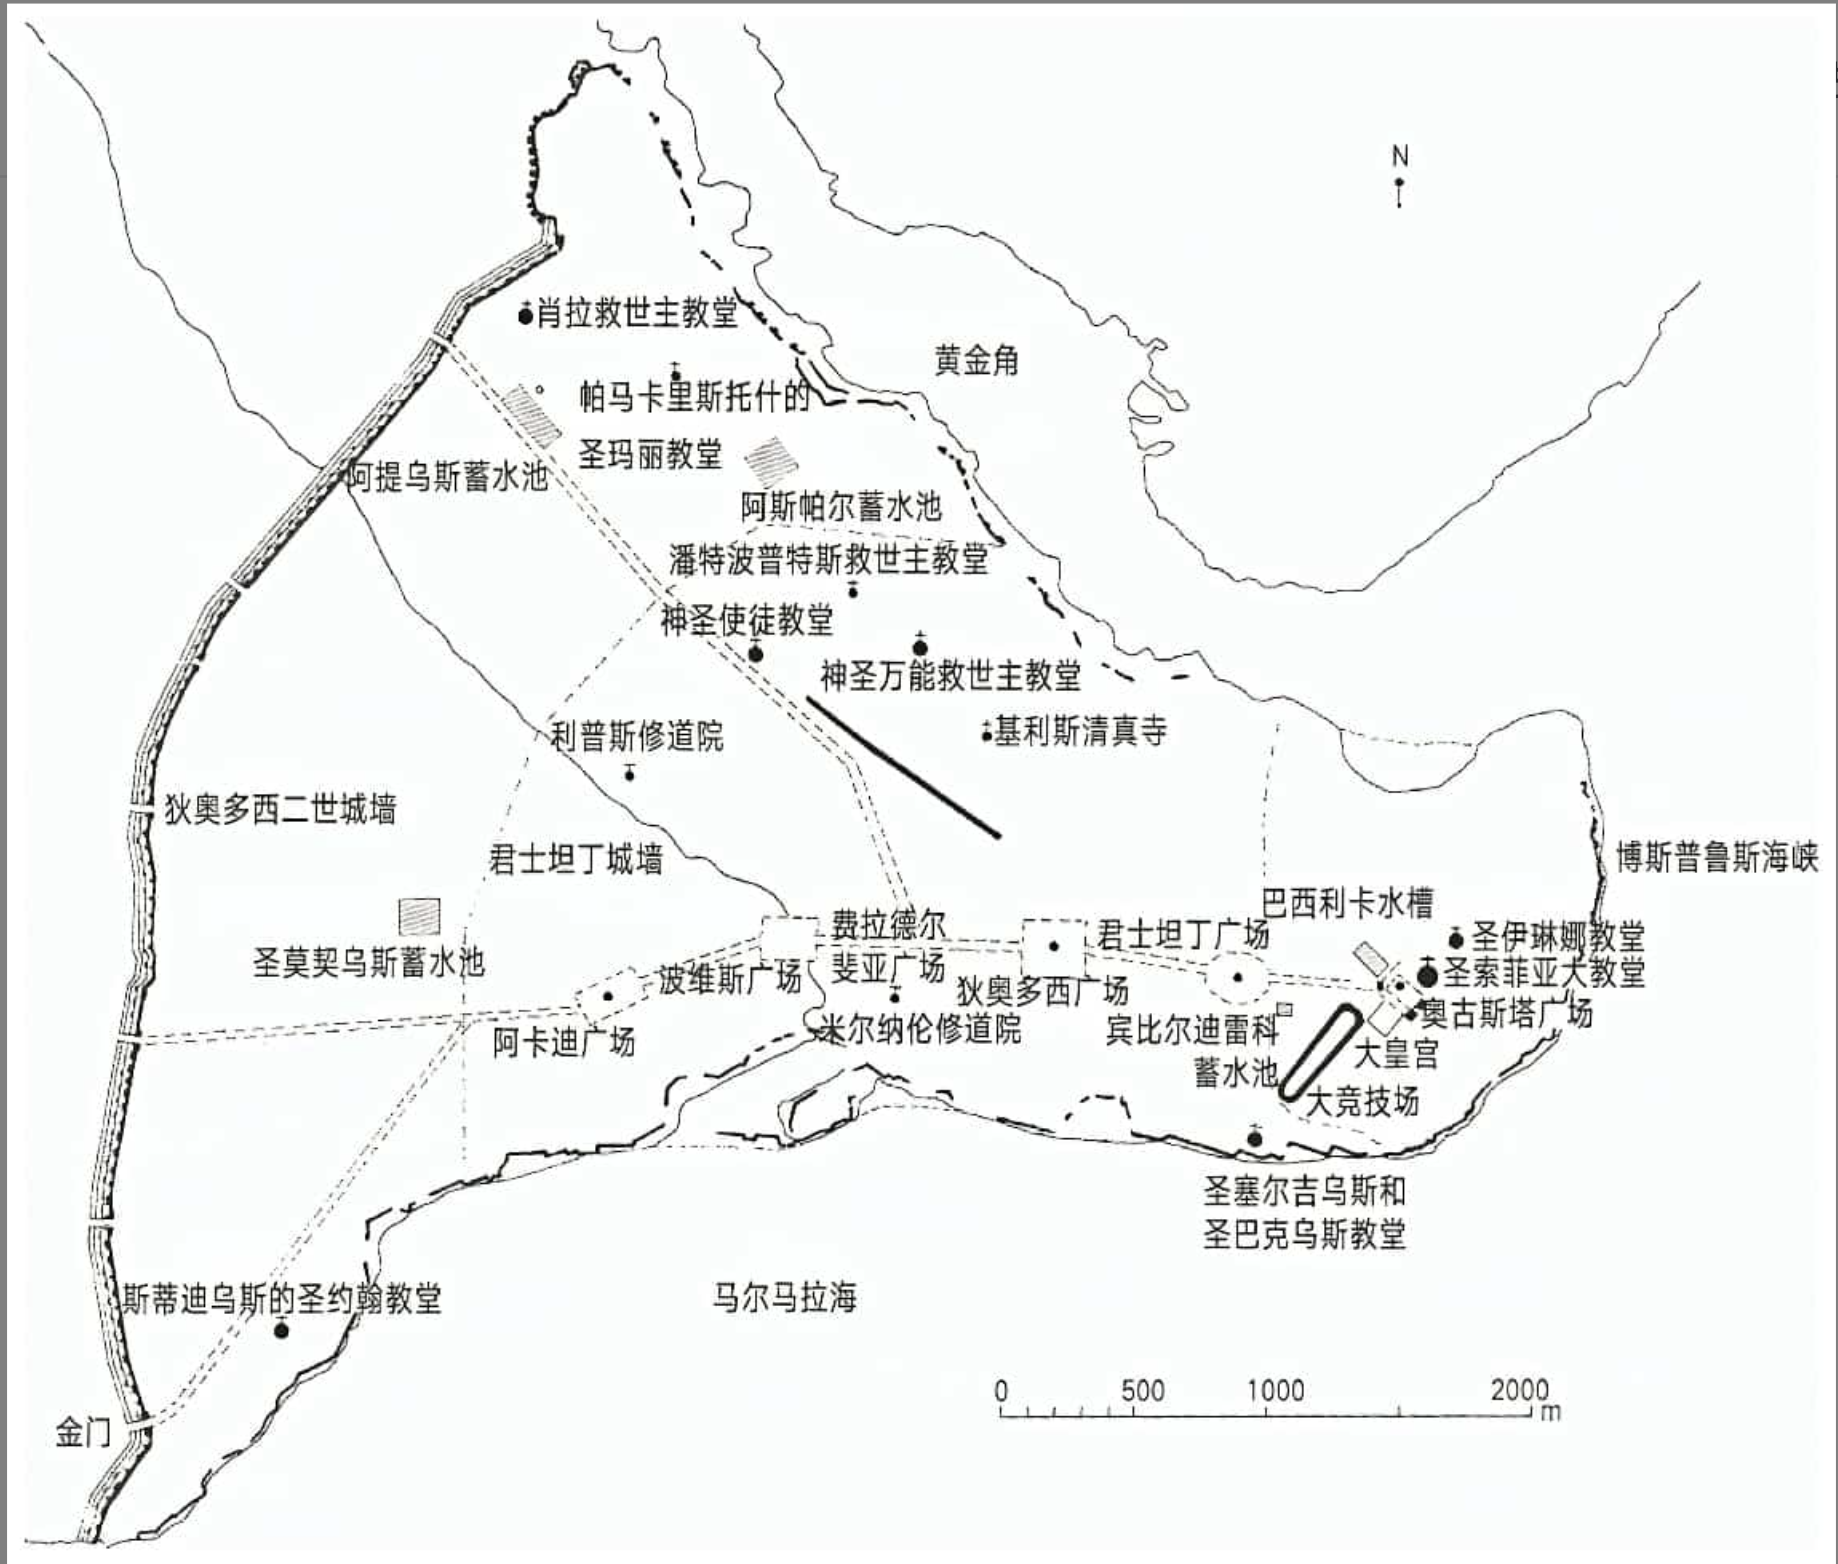 N
肖拉救世主教堂
黄金角
帕马卡里斯托什的
圣玛丽教堂
阿提乌斯蓄水池
阿斯帕尔蓄水池
潘特波普特斯救世主教堂
神圣使徒教堂
神圣万能救世主教堂
基利斯清真寺
利普斯修道院
狄奥多西二世城墙
君士坦丁城墙
博斯普鲁斯海峡
巴西利卡水槽
费拉德尔
斐亚广场
君士坦丁广场
圣伊琳娜教堂
圣莫契乌斯蓄水池
波维斯广场
狄奥多西广场
圣索菲亚大教堂
奥古斯塔广场
阿卡迪广场
米尔纳伦修道院
宾比尔迪雷科
蓄水池
大皇宫
大竞技场
圣塞尔吉乌斯和
圣巴克乌斯教堂
斯蒂迪乌斯的圣约翰教堂
马尔马拉海
金门
0 500 1000 2000
m